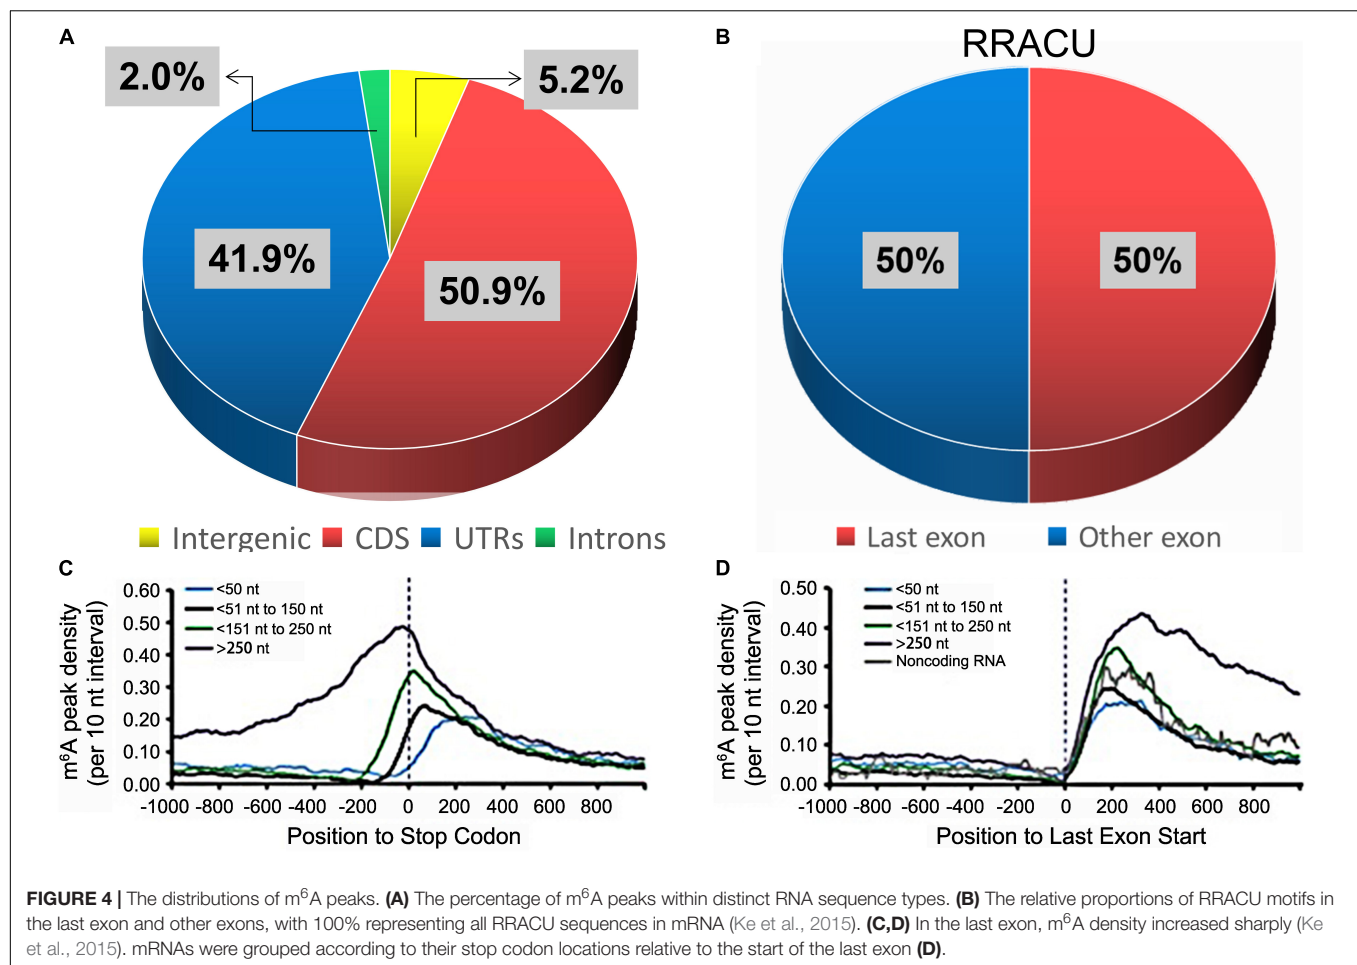 A
2.0%
5.2%
41.9%
50.9%
Intergenic CDS UTRs Introns
B
RRACU
50%
50%
Last exon Other exon
C
m⁶A peak density
(per 10 nt interval)
0.60
0.50
0.40
0.30
0.20
0.10
0.00
<50 nt
<51 nt to 150 nt
<151 nt to 250 nt
>250 nt
-1000 -800 -600 -400 -200 0 200 400 600 800
Position to Stop Codon
D
m⁶A peak density
(per 10 nt interval)
0.50
0.40
0.30
0.20
0.10
0.00
<50 nt
<51 nt to 150 nt
<151 nt to 250 nt
>250 nt
Noncoding RNA
-1000 -800 -600 -400 -200 0 200 400 600 800
Position to Last Exon Start
FIGURE 4 | The distributions of m⁶A peaks. (A) The percentage of m⁶A peaks within distinct RNA sequence types. (B) The relative proportions of RRACU motifs in
the last exon and other exons, with 100% representing all RRACU sequences in mRNA (Ke et al., 2015). (C,D) In the last exon, m⁶A density increased sharply (Ke
et al., 2015). mRNAs were grouped according to their stop codon locations relative to the start of the last exon (D).